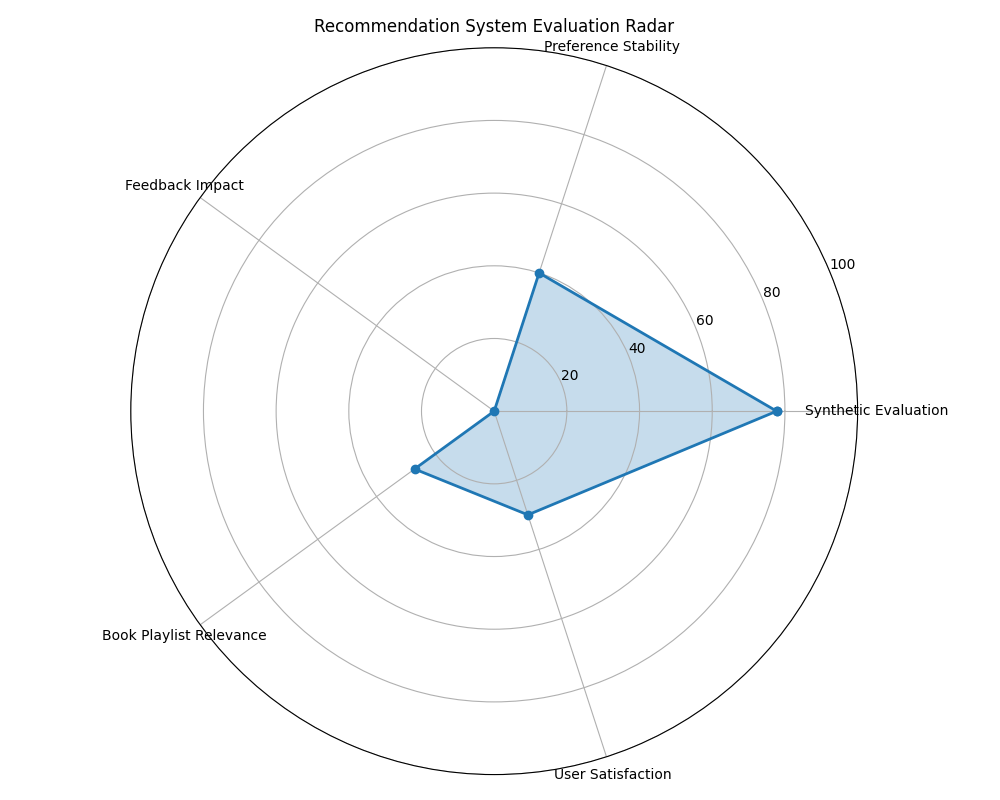 Recommendation System Evaluation Radar
Preference Stability
Feedback Impact
100
80
60
40
20
Synthetic Evaluation
Book Playlist Relevance
User Satisfaction